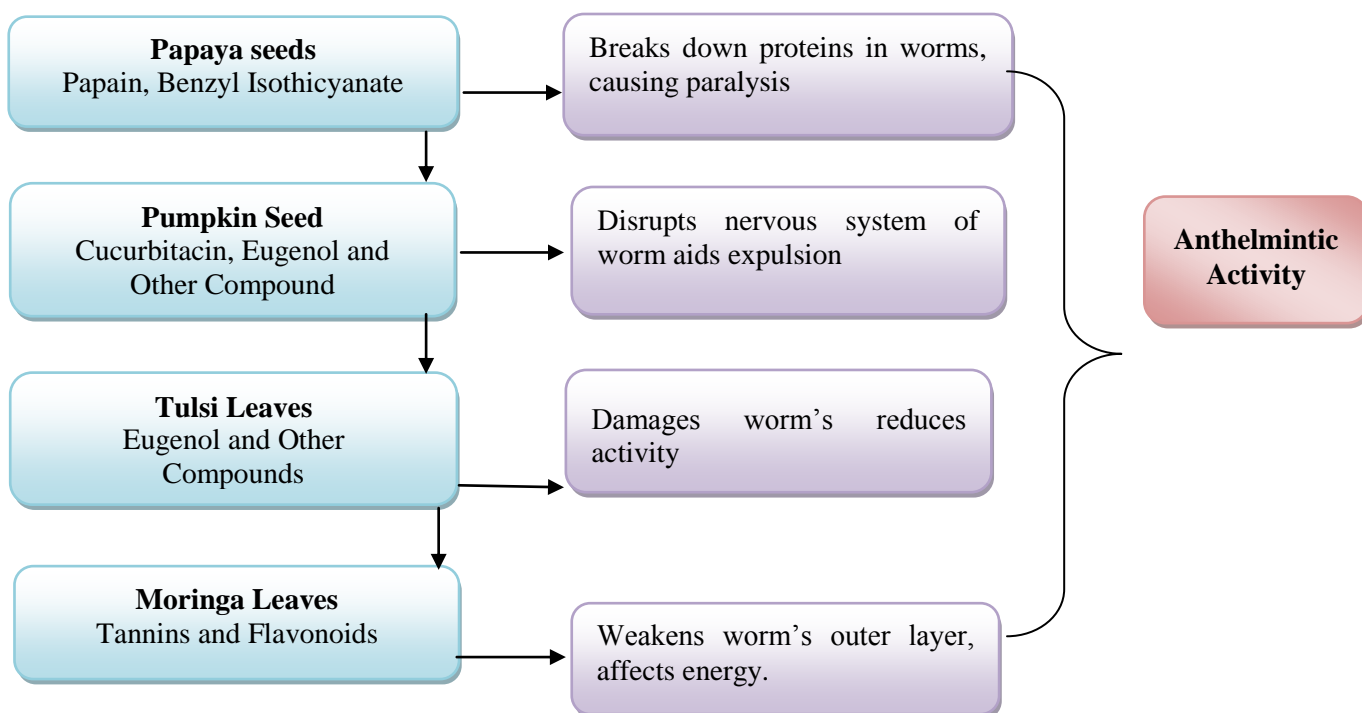 Papaya seeds
Papain, Benzyl Isothicyanate
Breaks down proteins in worms,
causing paralysis
Pumpkin Seed
Cucurbitacin, Eugenol and
Other Compound
Disrupts nervous system of
worm aids expulsion
Anthelmintic
Activity
Tulsi Leaves
Eugenol and Other
Compounds
Damages worm's reduces
activity
Moringa Leaves
Tannins and Flavonoids
Weakens worm's outer layer,
affects energy.